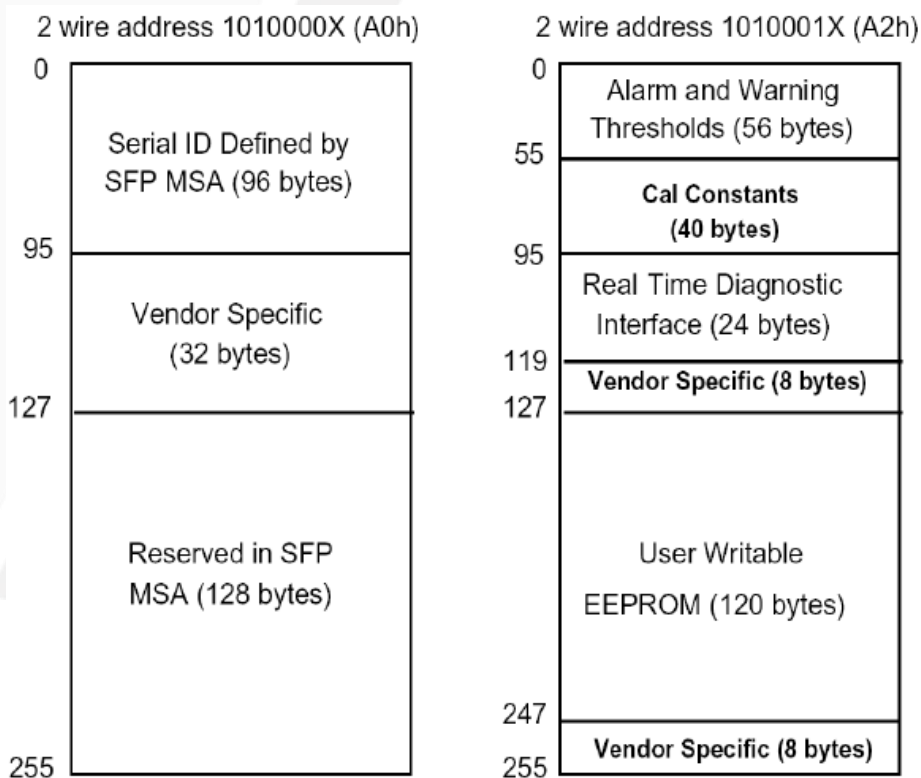 2 wire address 1010000X (A0h)
0
Serial ID Defined by
SFP MSA (96 bytes)
95
Vendor Specific
(32 bytes)
127
Reserved in SFP
MSA (128 bytes)
255
2 wire address 1010001X (A2h)
0
Alarm and Warning
Thresholds (56 bytes)
55
Cal Constants
(40 bytes)
95
Real Time Diagnostic
Interface (24 bytes)
119
Vendor Specific (8 bytes)
127
User Writable
EEPROM (120 bytes)
247
Vendor Specific (8 bytes)
255